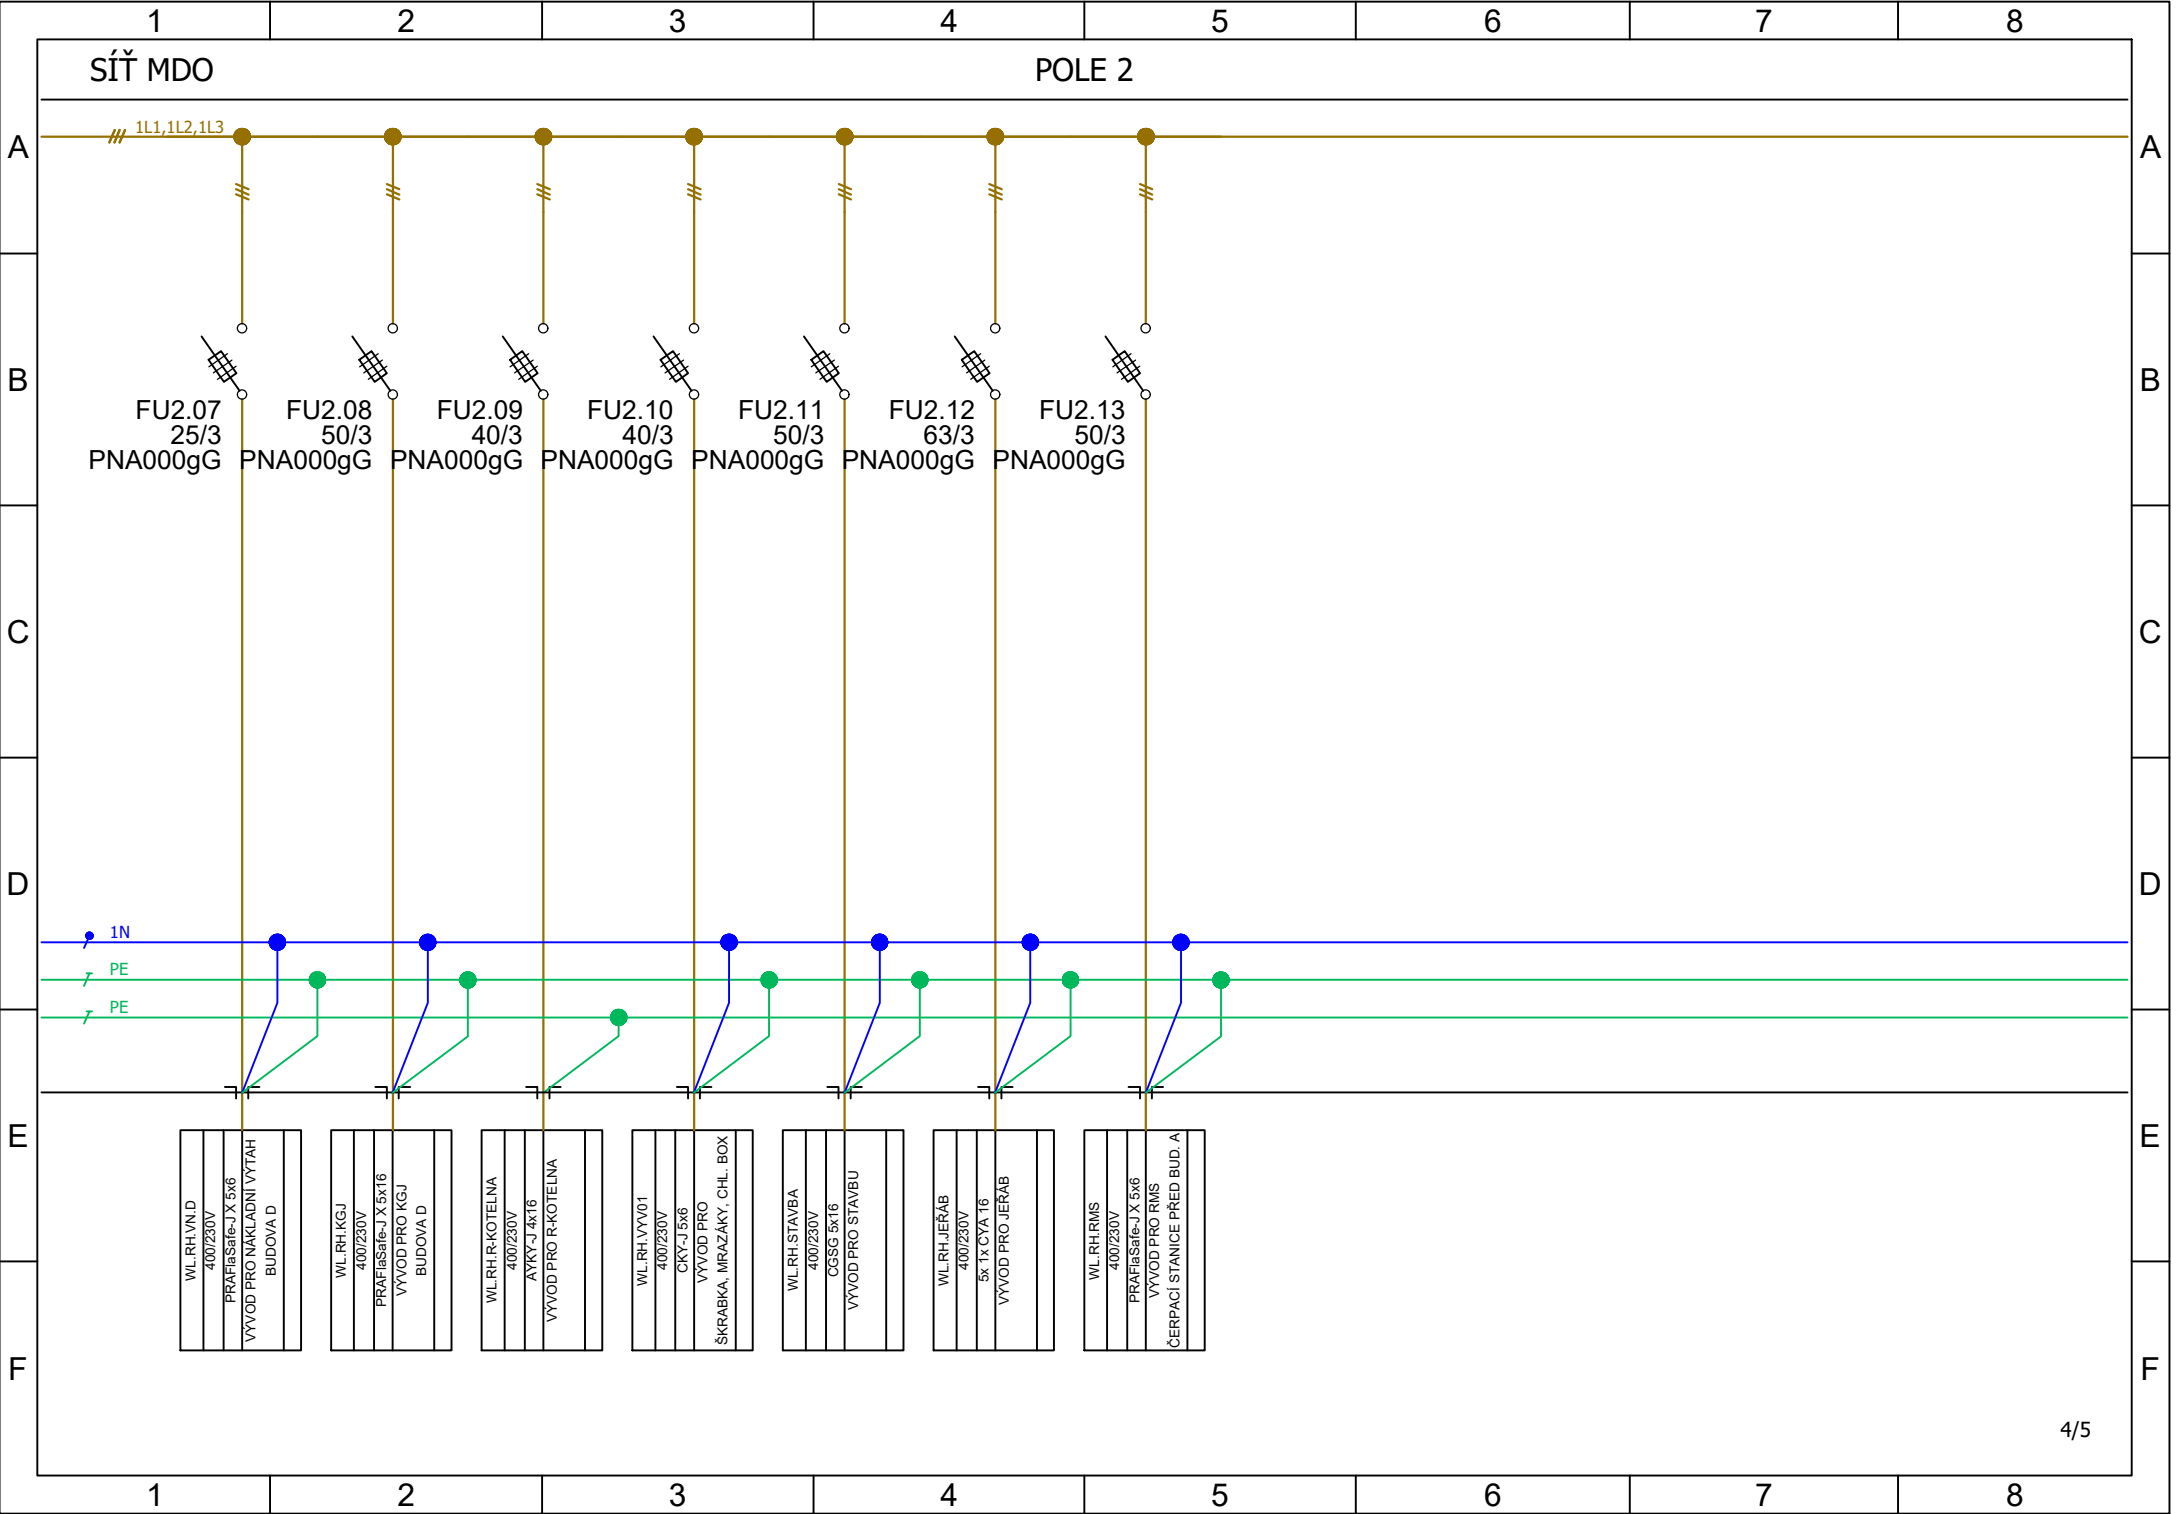 1 2 3 4 5 6 7 8
SÍŤ MDO
POLE 2
A
A
1L1,1L2,1L3
B
B
FU2.07
25/3
PNA000gG
FU2.08
50/3
PNA000gG
FU2.09
40/3
PNA000gG
FU2.10
40/3
PNA000gG
FU2.11
50/3
PNA000gG
FU2.12
63/3
PNA000gG
FU2.13
50/3
PNA000gG
C
C
D
D
1N
PE
PE
E
E
WL.RH.VN.D
400/230V
PRAFlaSafe-J X 5x6
VÝVOD PRO NÁKLADNÍ VÝTAH
BUDOVA D
WL.RH.KGJ
400/230V
PRAFlaSafe-J X 5x16
VÝVOD PRO KGJ
BUDOVA D
WL.RH.R-KOTELNA
400/230V
AYKY-J 4x16
VÝVOD PRO R-KOTELNA
WL.RH.VYV01
400/230V
CKY-J 5x6
VÝVOD PRO
ŠKRABKA, MRAZÁKY, CHL. BOX
WL.RH.STAVBA
400/230V
CGSG 5x16
VÝVOD PRO STAVBU
WL.RH.JEŘÁB
400/230V
5x 1x CYA 16
VÝVOD PRO JEŘÁB
WL.RH.RMS
400/230V
PRAFlaSafe-J X 5x6
VÝVOD PRO RMS
ČERPACÍ STANICE PŘED BUD. A
F
F
4/5
1 2 3 4 5 6 7 8